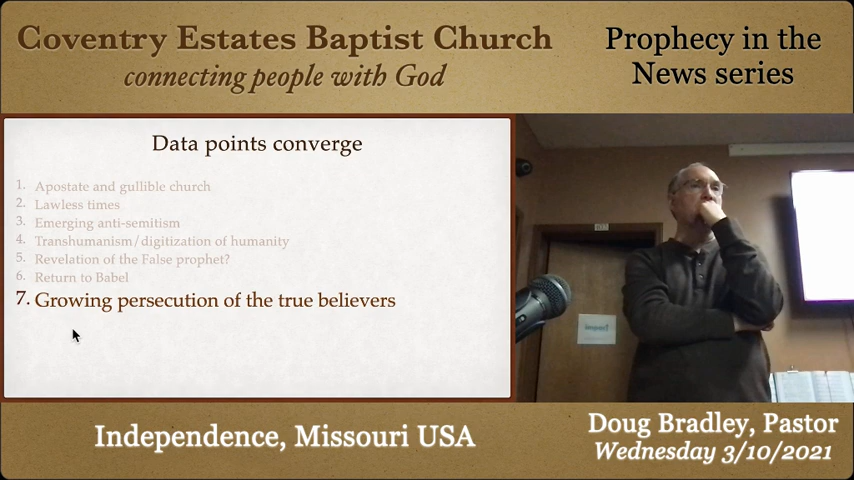 Coventry Estates Baptist Church
connecting people with God
Prophecy in the
News series
Data points converge
1. Apostate and gullible church
2. Lawless times
3. Emerging anti-semitism
4. Transhumanism/digitization of humanity
5. Revelation of the False prophet?
6. Return to Babel
7. Growing persecution of the true believers
Independence, Missouri USA
Doug Bradley, Pastor
Wednesday 3/10/2021